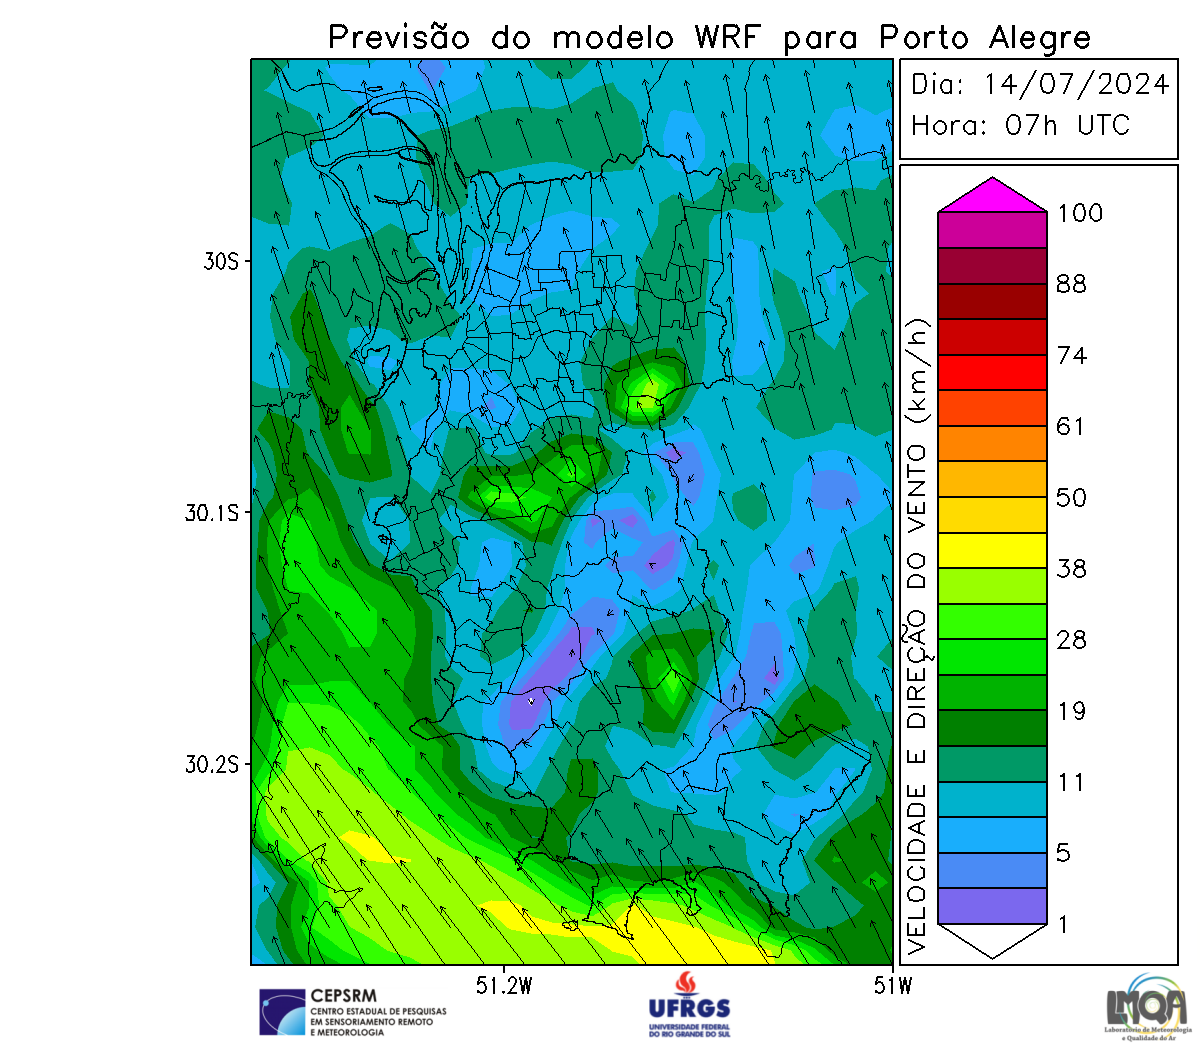 Previsão do modelo WRF para Porto Alegre
Dia: 14/07/2024
Hora: 07h UTC
30S
30.1S
30.2S
51.2W
51W
VELOCIDADE E DIREÇÃO DO VENTO (km/h)
100
88
74
61
50
38
28
19
11
5
1
CEPSRM
CENTRO ESTADUAL DE PESQUISAS
EM SENSORIAMENTO REMOTO
E METEOROLOGIA
UFRGS
UNIVERSIDADE FEDERAL
DO RIO GRANDE DO SUL
LMQA
Laboratório de Meteorologia
e Qualidade do Ar